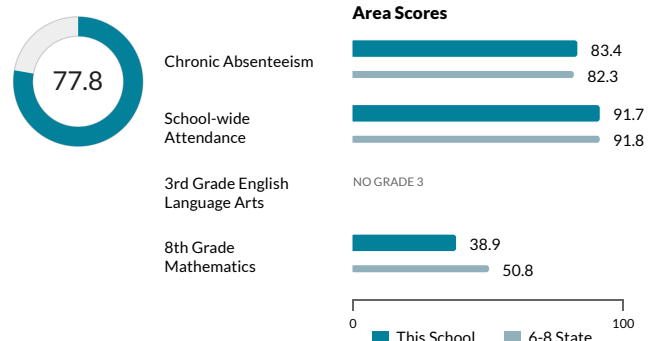 Area Scores
77.8
Chronic Absenteeism
83.4
82.3
School-wide
Attendance
91.7
91.8
3rd Grade English
Language Arts
NO GRADE 3
8th Grade
Mathematics
38.9
50.8
0
100
This School
6-8 State